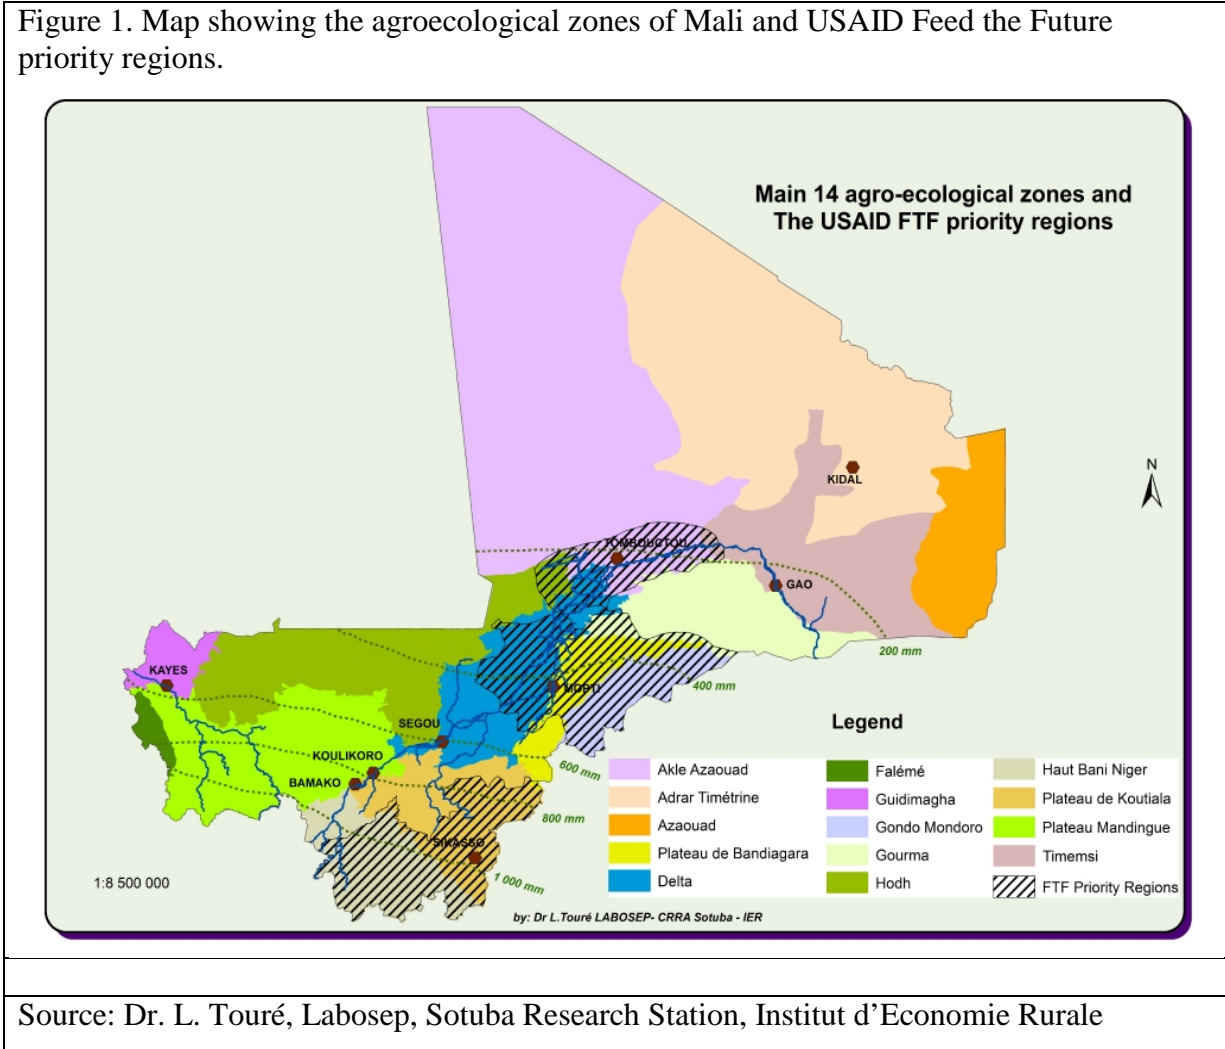 Figure 1. Map showing the agroecological zones of Mali and USAID Feed the Future
priority regions.
Main 14 agro-ecological zones and
The USAID FTF priority regions
N
KIDAL
TOMBOUCTOU
GAO
200 mm
KAYES
MOPTI
400 mm
SEGOU
Legend
KOULIKORO
600 mm
BAMAKO
800 mm
SIKASSO
1 000 mm
Akle Azaouad
Adrar Timétrine
Azaouad
Plateau de Bandiagara
Delta
Falémé
Guidimagha
Gondo Mondoro
Gourma
Hodh
Haut Bani Niger
Plateau de Koutiala
Plateau Mandingue
Timemsi
FTF Priority Regions
1:8 500 000
by: Dr L.Touré LABOSEP- CRRA Sotuba - IER
Source: Dr. L. Touré, Labosep, Sotuba Research Station, Institut d’Economie Rurale